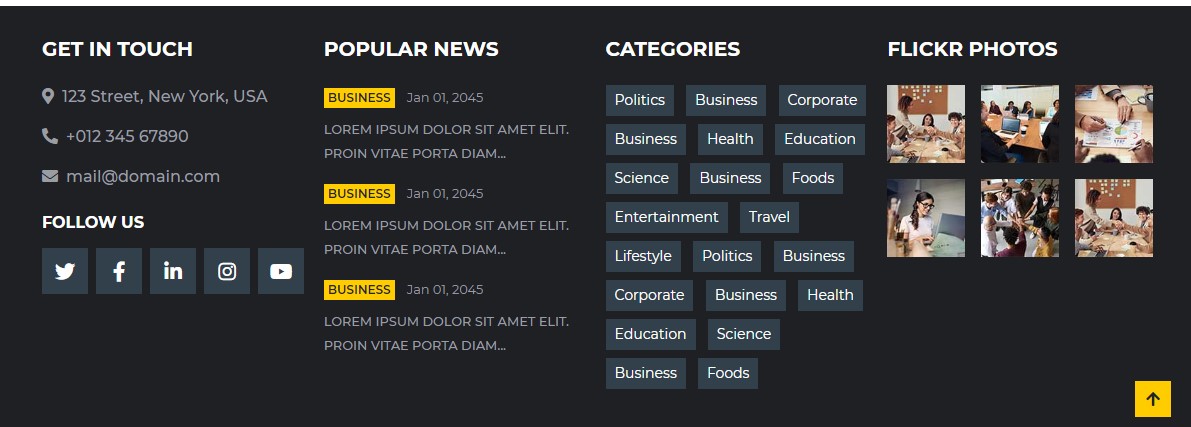 GET IN TOUCH
123 Street, New York, USA
+012 345 67890
mail@domain.com
FOLLOW US
POPULAR NEWS
BUSINESS Jan 01, 2045
LOREM IPSUM DOLOR SIT AMET ELIT.
PROIN VITAE PORTA DIAM...
BUSINESS Jan 01, 2045
LOREM IPSUM DOLOR SIT AMET ELIT.
PROIN VITAE PORTA DIAM...
BUSINESS Jan 01, 2045
LOREM IPSUM DOLOR SIT AMET ELIT.
PROIN VITAE PORTA DIAM...
CATEGORIES
Politics Business Corporate
Business Health Education
Science Business Foods
Entertainment Travel
Lifestyle Politics Business
Corporate Business Health
Education Science
Business Foods
FLICKR PHOTOS